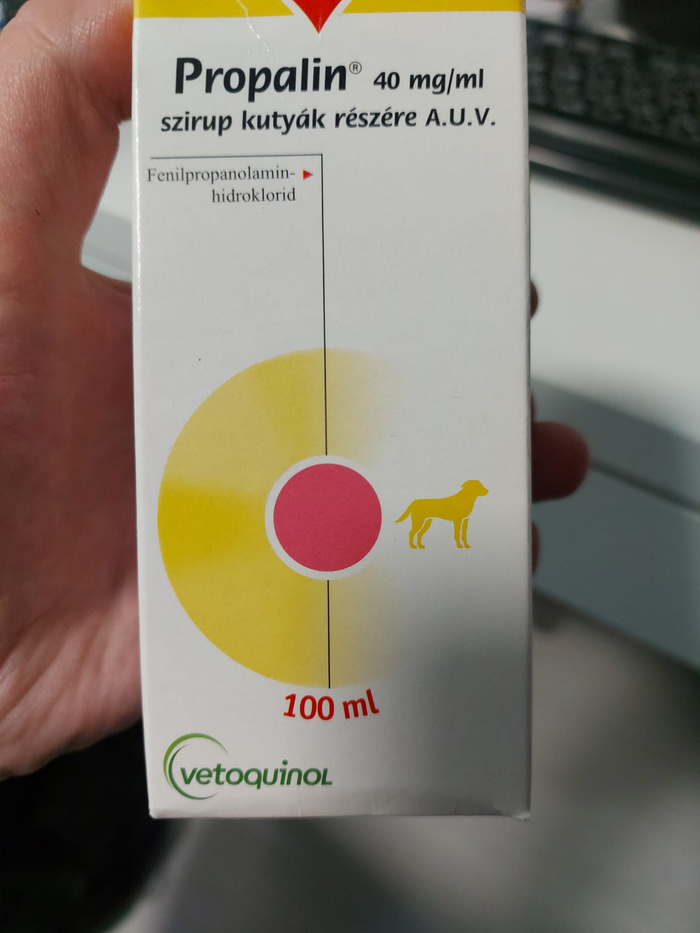 Propalin® 40 mg/ml
szirup kutyák részére A.U.V.
Fenilpropanolamin-
hidroklorid
100 ml
vetoquinol